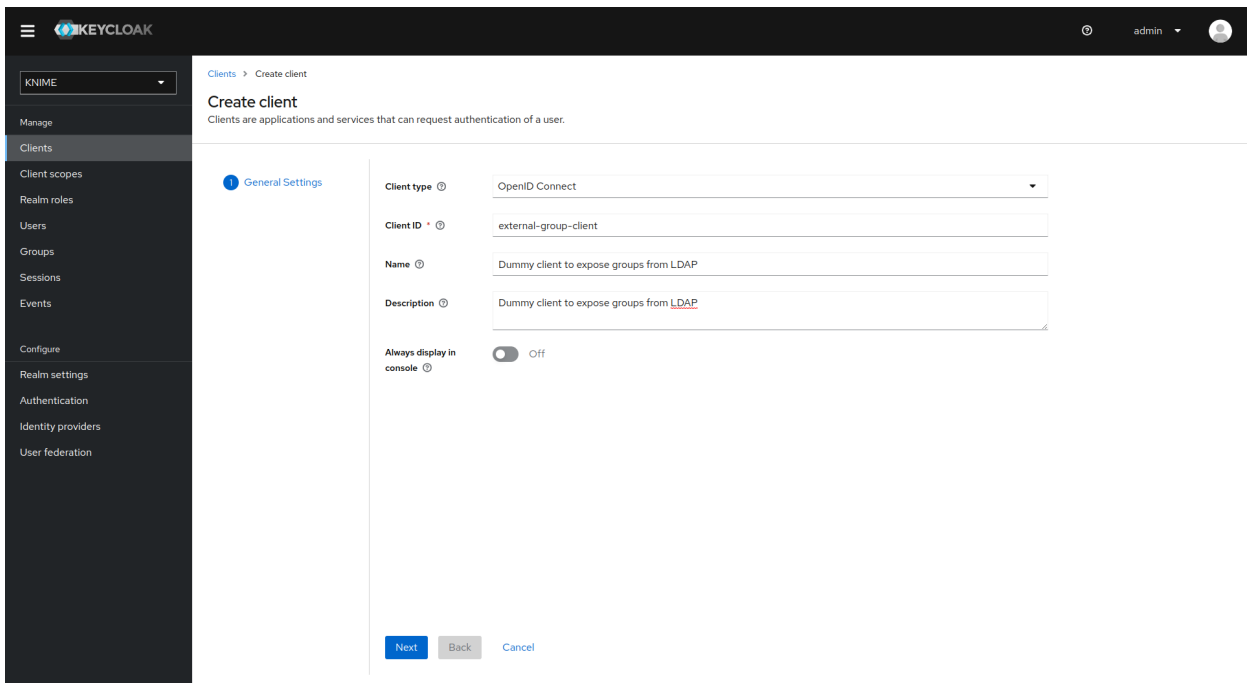 KEYCLOAK
admin
KNIME
Manage
Clients
Client scopes
Realm roles
Users
Groups
Sessions
Events
Configure
Realm settings
Authentication
Identity providers
User federation
Clients > Create client
Create client
Clients are applications and services that can request authentication of a user.
1 General Settings
Client type ? OpenID Connect
Client ID * ? external-group-client
Name ? Dummy client to expose groups from LDAP
Description ? Dummy client to expose groups from LDAP
Always display in
console ? Off
Next Back Cancel